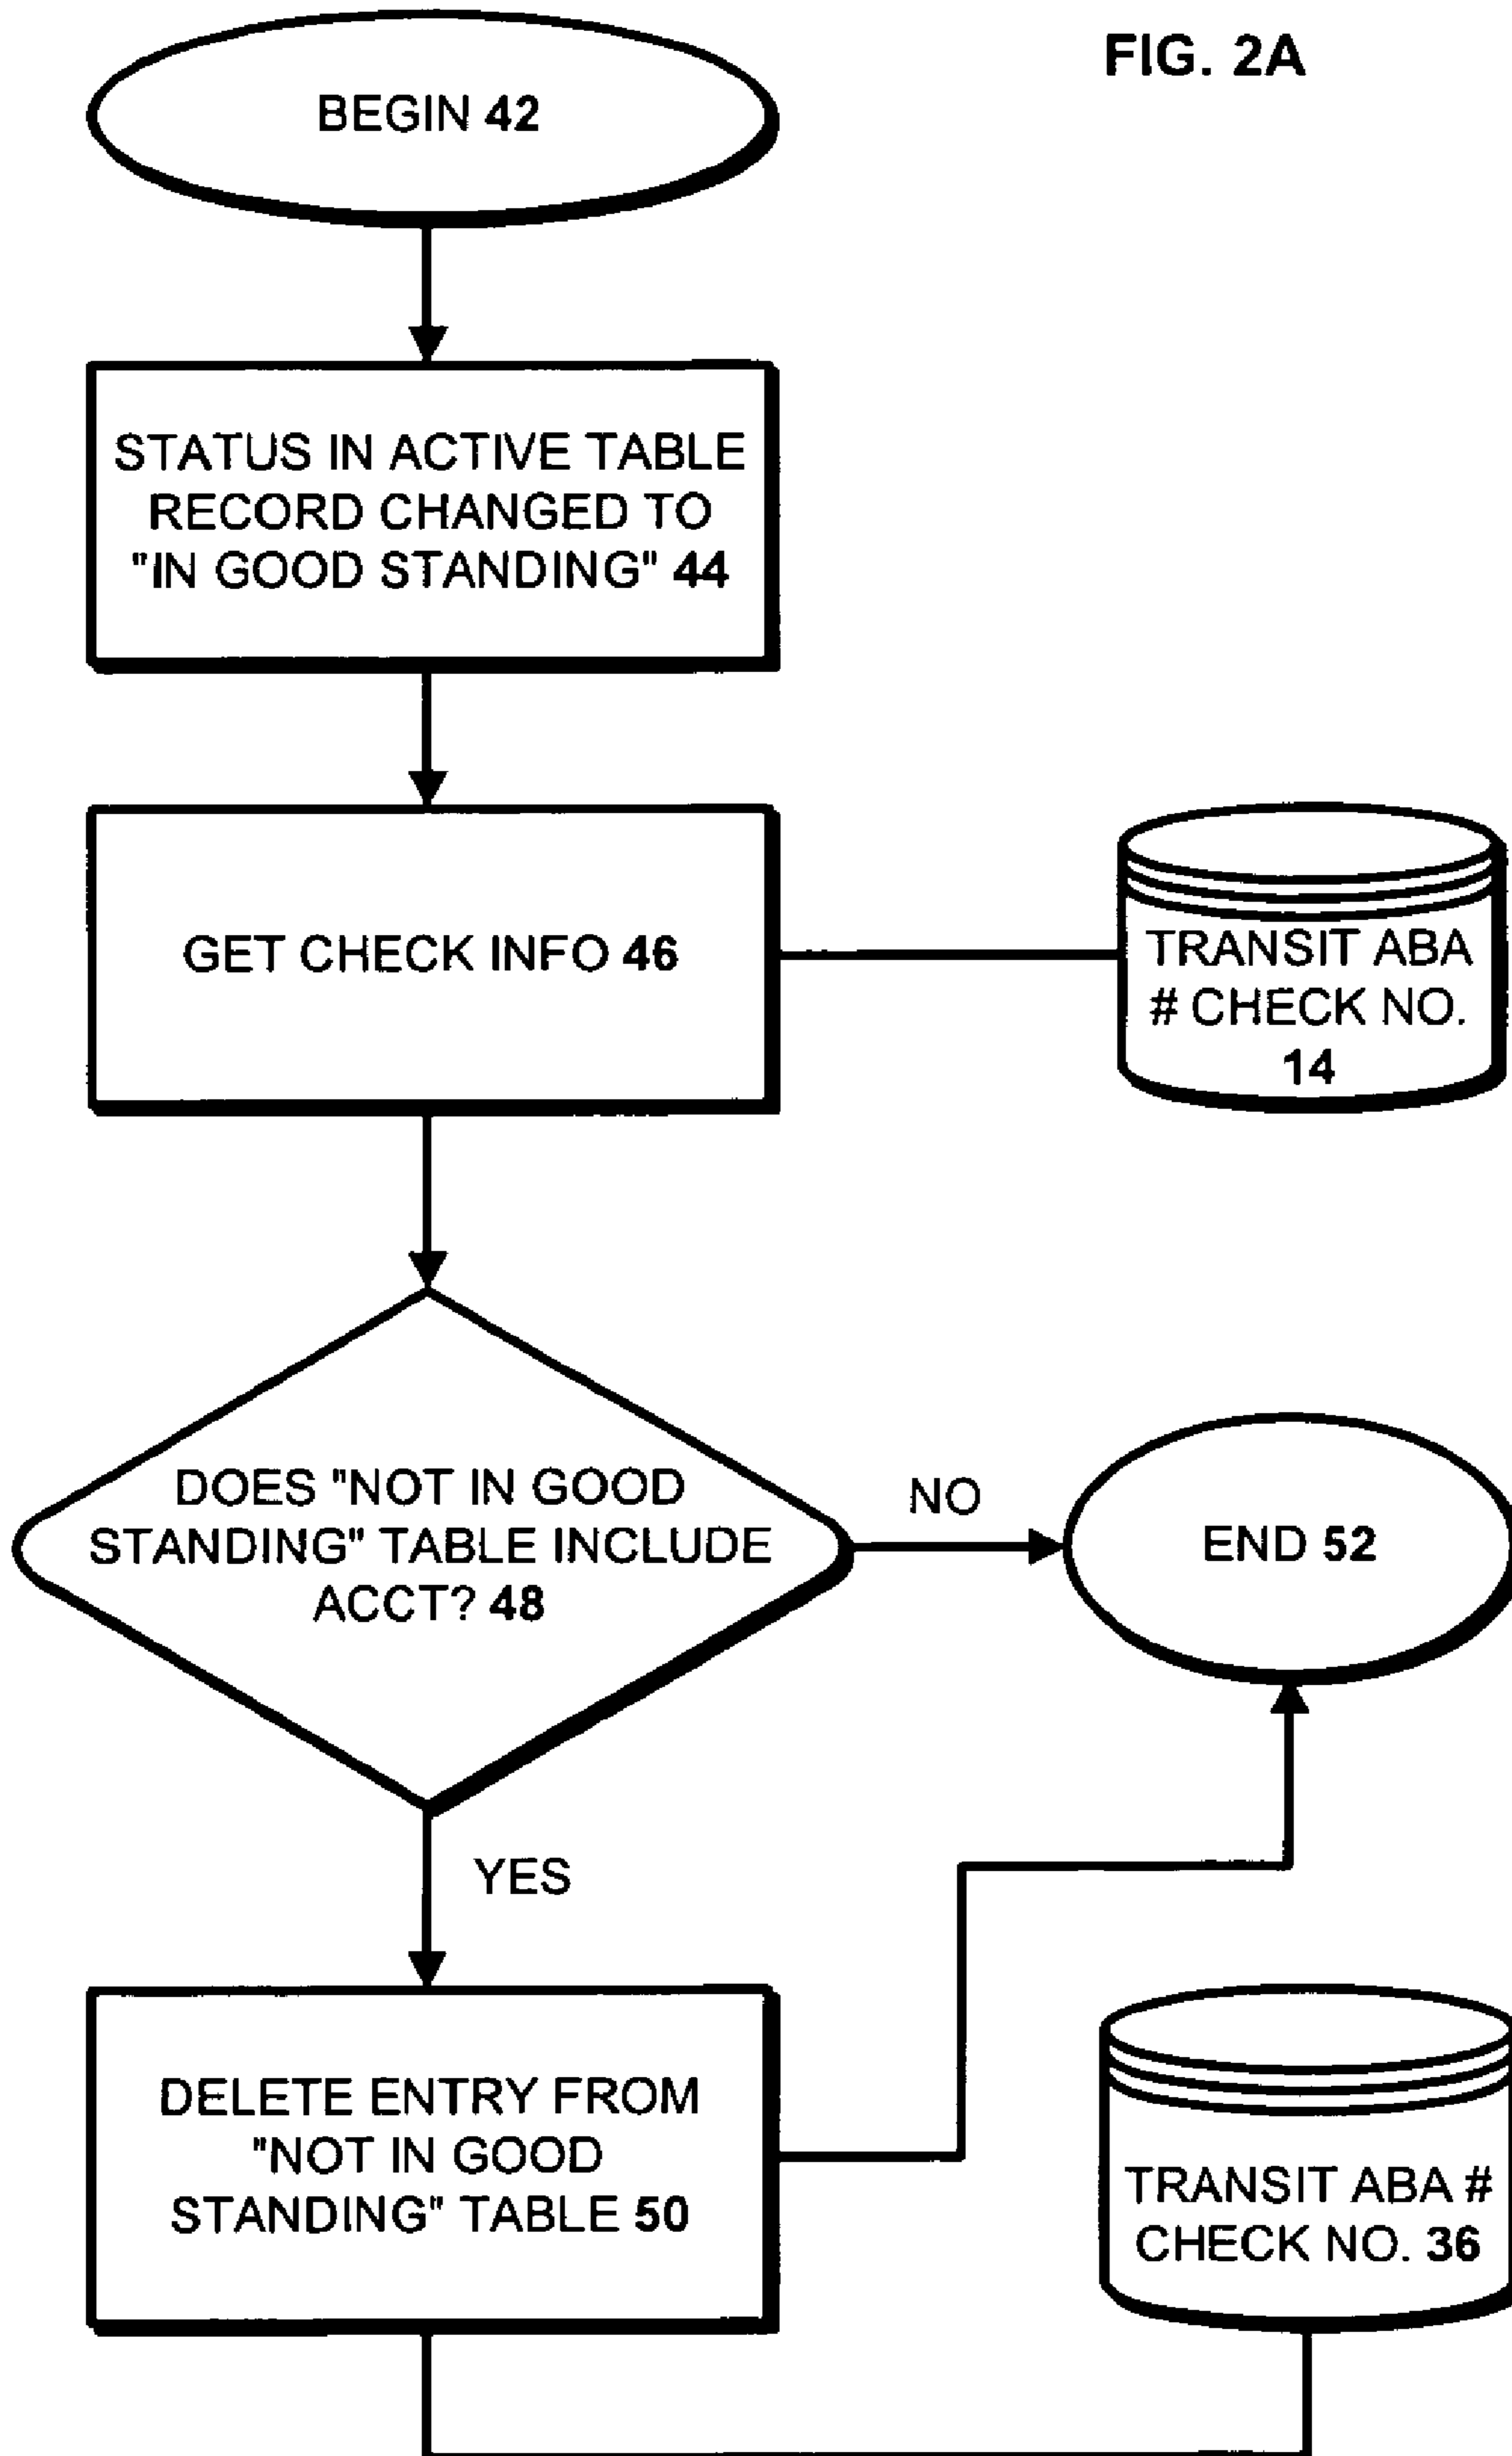 FIG. 2A
BEGIN 42
STATUS IN ACTIVE TABLE
RECORD CHANGED TO
"IN GOOD STANDING" 44
GET CHECK INFO 46
TRANSIT ABA
# CHECK NO.
14
DOES "NOT IN GOOD
STANDING" TABLE INCLUDE
ACCT? 48
NO
END 52
YES
DELETE ENTRY FROM
"NOT IN GOOD
STANDING" TABLE 50
TRANSIT ABA #
CHECK NO. 36